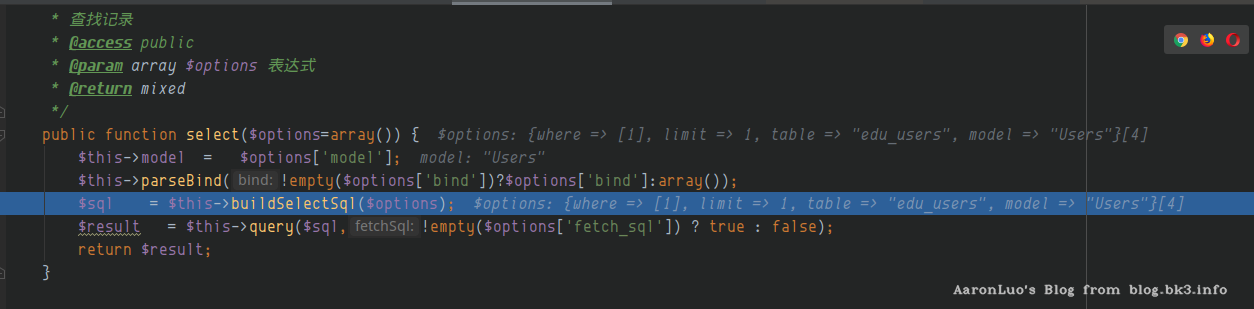 * 查找记录
* @access public
* @param array $options 表达式
* @return mixed
*/
public function select($options=array()) { $options: {where => [1], limit => 1, table => "edu_users", model => "Users"}[4]
$this->model = $options['model']; model: "Users"
$this->parseBind( bind: !empty($options['bind'])?$options['bind']:array());
$sql = $this->buildSelectSql($options); $options: {where => [1], limit => 1, table => "edu_users", model => "Users"}[4]
$result = $this->query($sql, fetchSql: !empty($options['fetch_sql']) ? true : false);
return $result;
}
AaronLuo's Blog from blog.bk3.info